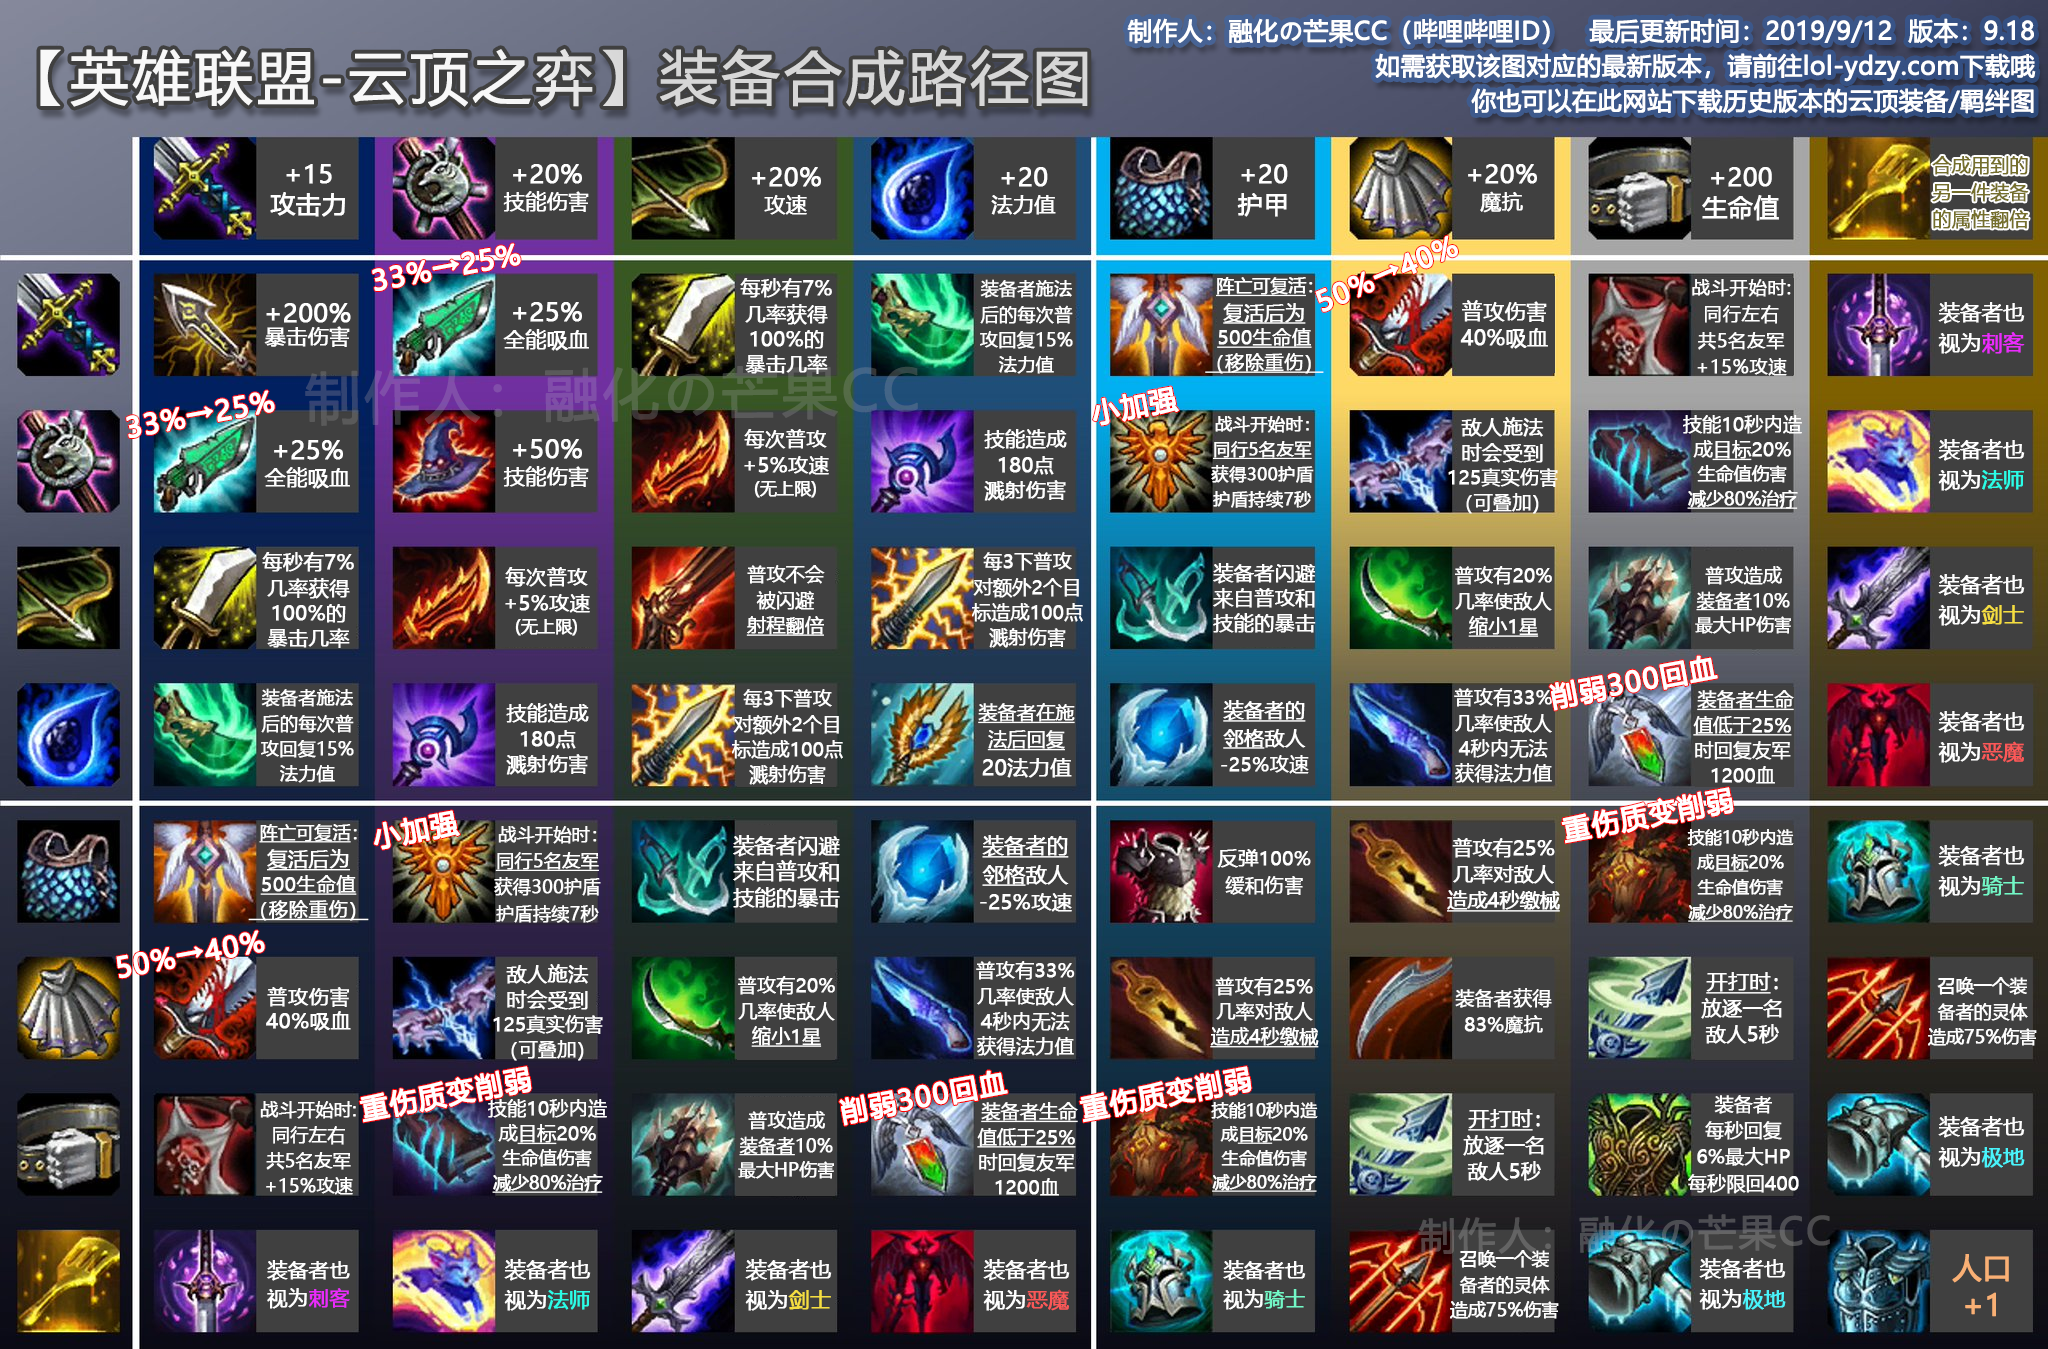 【英雄联盟-云顶之弈】装备合成路径图
制作人：融化の芒果CC（哔哩哔哩ID） 最后更新时间：2019/9/12 版本：9.18
如需获取该图对应的最新版本，请前往lol-ydzy.com下载哦
你也可以在此网站下载历史版本的云顶装备/羁绊图
+15
攻击力
+20%
技能伤害
+20%
攻速
+20
法力值
+20
护甲
+20%
魔抗
+200
生命值
合成用到的
另一件装备
的属性翻倍
+200%
暴击伤害
33%→25%
+25%
全能吸血
每秒有7%
几率获得
100%的
暴击几率
装备者施法
后的每次普
攻回复15%
法力值
阵亡可复活：
复活后为
500生命值
（移除重伤）
50%→40%
普攻伤害
40%吸血
战斗开始时:
同行左右
共5名友军
+15%攻速
装备者也
视为刺客
制作人：融化の芒果CC
33%→25%
+25%
全能吸血
+50%
技能伤害
每次普攻
+5%攻速
(无上限)
技能造成
180点
溅射伤害
小加强
战斗开始时：
同行5名友军
获得300护盾
护盾持续7秒
敌人施法
时会受到
125真实伤害
(可叠加)
技能10秒内造
成目标20%
生命值伤害
减少80%治疗
装备者也
视为法师
每秒有7%
几率获得
100%的
暴击几率
每次普攻
+5%攻速
(无上限)
普攻不会
被闪避
射程翻倍
每3下普攻
对额外2个目
标造成100点
溅射伤害
装备者闪避
来自普攻和
技能的暴击
普攻有20%
几率使敌人
缩小1星
普攻造成
装备者10%
最大HP伤害
装备者也
视为剑士
装备者施法
后的每次普
攻回复15%
法力值
技能造成
180点
溅射伤害
每3下普攻
对额外2个目
标造成100点
溅射伤害
装备者在施
法后回复
20法力值
装备者的
邻格敌人
-25%攻速
普攻有33%
几率使敌人
4秒内无法
获得法力值
削弱300回血
装备者生命
值低于25%
时回复友军
1200血
装备者也
视为恶魔
阵亡可复活：
复活后为
500生命值
（移除重伤）
小加强
战斗开始时：
同行5名友军
获得300护盾
护盾持续7秒
装备者闪避
来自普攻和
技能的暴击
装备者的
邻格敌人
-25%攻速
反弹100%
缓和伤害
普攻有25%
几率对敌人
造成4秒缴械
重伤质变削弱
技能10秒内造
成目标20%
生命值伤害
减少80%治疗
装备者也
视为骑士
50%→40%
普攻伤害
40%吸血
敌人施法
时会受到
125真实伤害
(可叠加)
普攻有20%
几率使敌人
缩小1星
普攻有33%
几率使敌人
4秒内无法
获得法力值
普攻有25%
几率对敌人
造成4秒缴械
装备者获得
83%魔抗
开打时：
放逐一名
敌人5秒
召唤一个装
备者的灵体
造成75%伤害
战斗开始时:
同行左右
共5名友军
+15%攻速
重伤质变削弱
技能10秒内造
成目标20%
生命值伤害
减少80%治疗
普攻造成
装备者10%
最大HP伤害
削弱300回血
装备者生命
值低于25%
时回复友军
1200血
重伤质变削弱
技能10秒内造
成目标20%
生命值伤害
减少80%治疗
开打时：
放逐一名
敌人5秒
装备者
每秒回复
6%最大HP
每秒限回400
装备者也
视为极地
制作人：融化の芒果CC
装备者也
视为刺客
装备者也
视为法师
装备者也
视为剑士
装备者也
视为恶魔
装备者也
视为骑士
召唤一个装
备者的灵体
造成75%伤害
装备者也
视为极地
人口
+1